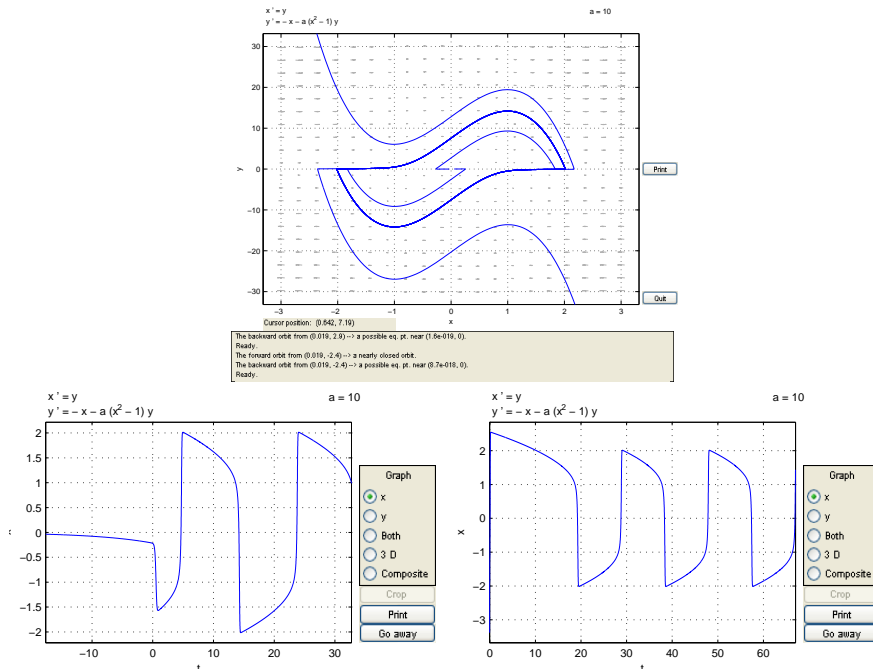 x ' = y
y ' = − x − a (x² − 1) y
a = 10
30
20
10
0
−10
−20
−30
y
−3 −2 −1 0 1 2 3
x
Print
Quit
Cursor position: (0.642, 7.19)
The backward orbit from (0.019, 2.9) --> a possible eq. pt. near (1.6e-019, 0).
Ready.
The forward orbit from (0.019, -2.4) --> a nearly closed orbit.
The backward orbit from (0.019, -2.4) --> a possible eq. pt. near (8.7e-018, 0).
Ready.
x ' = y
y ' = − x − a (x² − 1) y
a = 10
2
1.5
1
0.5
0
−0.5
−1
−1.5
−2
−10 0 10 20 30
t
Graph
x
y
Both
3 D
Composite
Crop
Print
Go away
x ' = y
y ' = − x − a (x² − 1) y
a = 10
2
1
0
−1
−2
−3
x
0 10 20 30 40 50 60
t
Graph
x
y
Both
3 D
Composite
Crop
Print
Go away